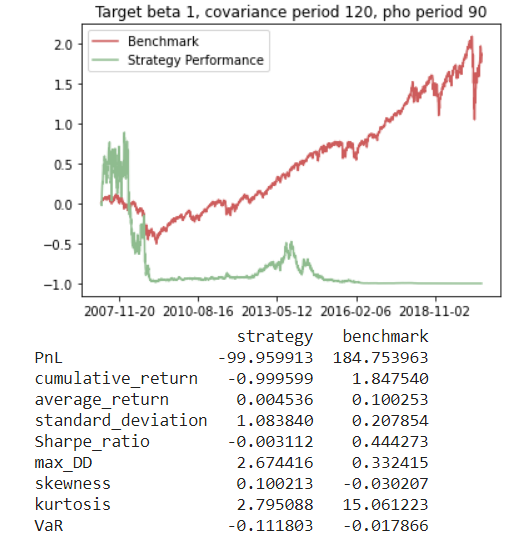 Target beta 1, covariance period 120, pho period 90
Benchmark
Strategy Performance
2.0
1.5
1.0
0.5
0.0
−0.5
−1.0
2007-11-20 2010-08-16 2013-05-12 2016-02-06 2018-11-02
strategy benchmark
PnL -99.959913 184.753963
cumulative_return -0.999599 1.847540
average_return 0.004536 0.100253
standard_deviation 1.083840 0.207854
Sharpe_ratio -0.003112 0.444273
max_DD 2.674416 0.332415
skewness 0.100213 -0.030207
kurtosis 2.795088 15.061223
VaR -0.111803 -0.017866